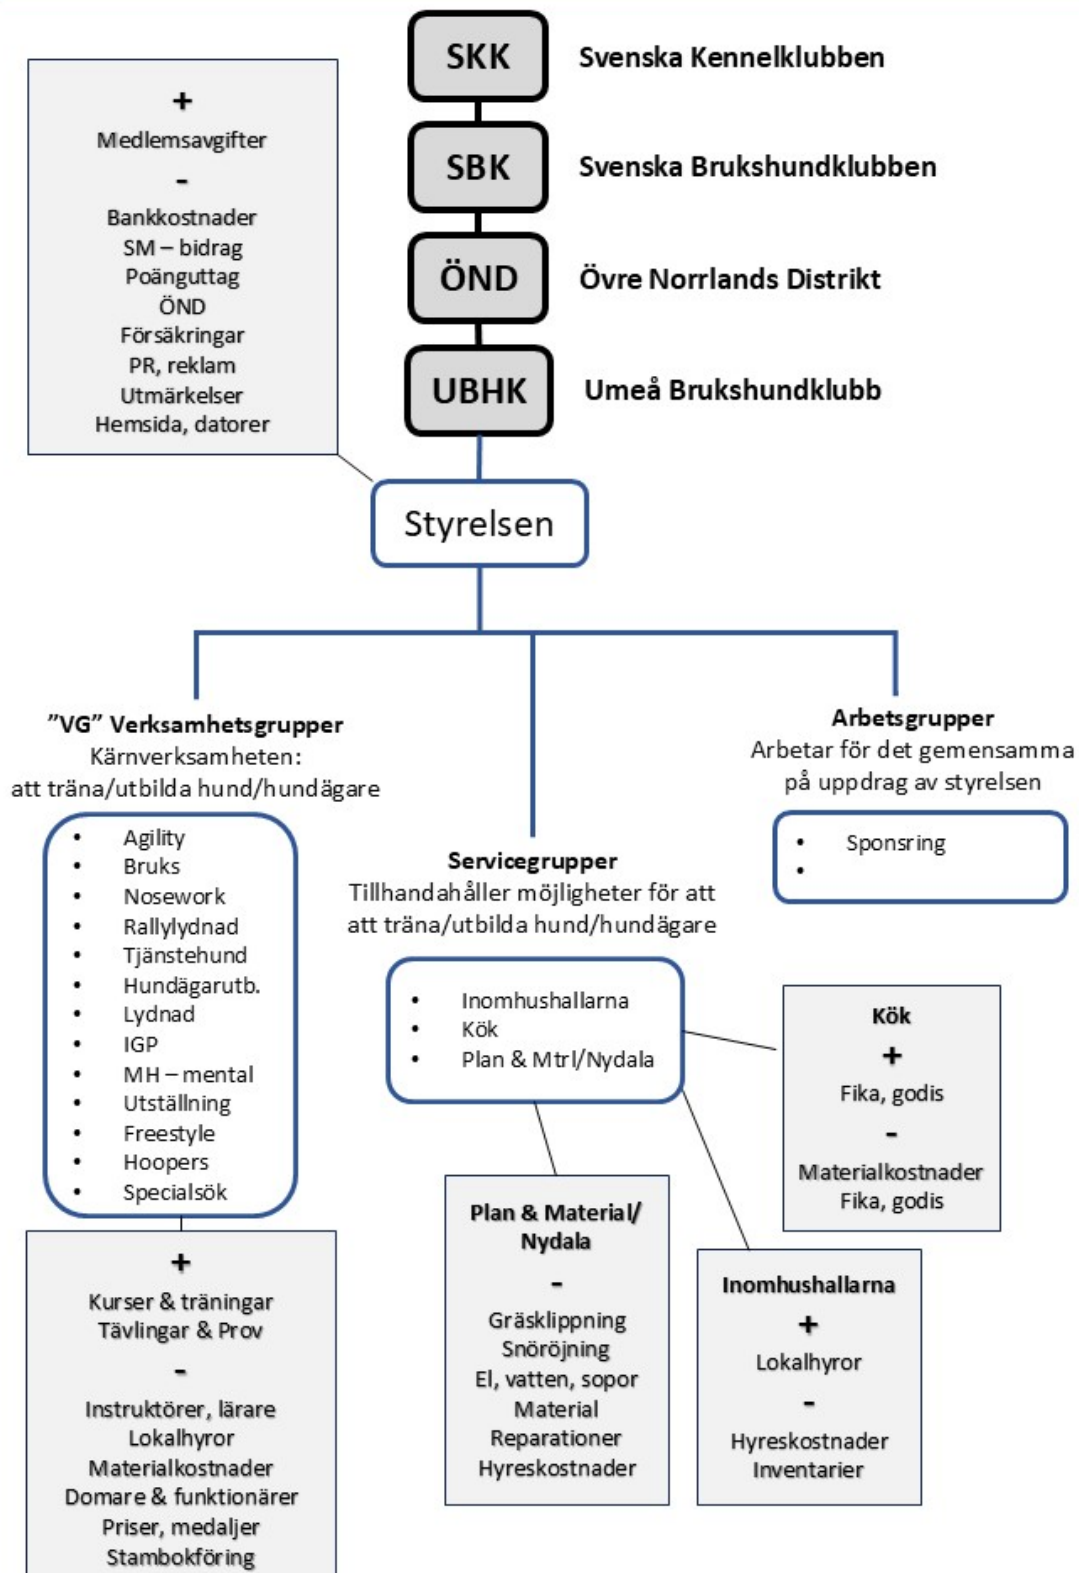 SKK
Svenska Kennelklubben
SBK
Svenska Brukshundklubben
ÖND
Övre Norrlands Distrikt
UBHK
Umeå Brukshundklubb
+
Medlemsavgifter
-
Bankkostnader
SM – bidrag
Poänguttag
ÖND
Försäkringar
PR, reklam
Utmärkelser
Hemsida, datorer
Styrelsen
”VG” Verksamhetsgrupper
Kärnverksamheten:
att träna/utbilda hund/hundägare
• Agility
• Bruks
• Nosework
• Rallylydnad
• Tjänstehund
• Hundägarutb.
• Lydnad
• IGP
• MH – mental
• Utställning
• Freestyle
• Hoopers
• Specialsök
+
Kurser & träningar
Tävlingar & Prov
-
Instruktörer, lärare
Lokalhyror
Materialkostnader
Domare & funktionärer
Priser, medaljer
Stambokföring
Servicegrupper
Tillhandahåller möjligheter för att
att träna/utbilda hund/hundägare
• Inomhushallarna
• Kök
• Plan & Mtrl/Nydala
Plan & Material/
Nydala
-
Gräsklippning
Snöröjning
El, vatten, sopor
Material
Reparationer
Hyreskostnader
Inomhushallarna
+
Lokalhyror
-
Hyreskostnader
Inventarier
Kök
+
Fika, godis
-
Materialkostnader
Fika, godis
Arbetsgrupper
Arbetar för det gemensamma
på uppdrag av styrelsen
• Sponsring
•